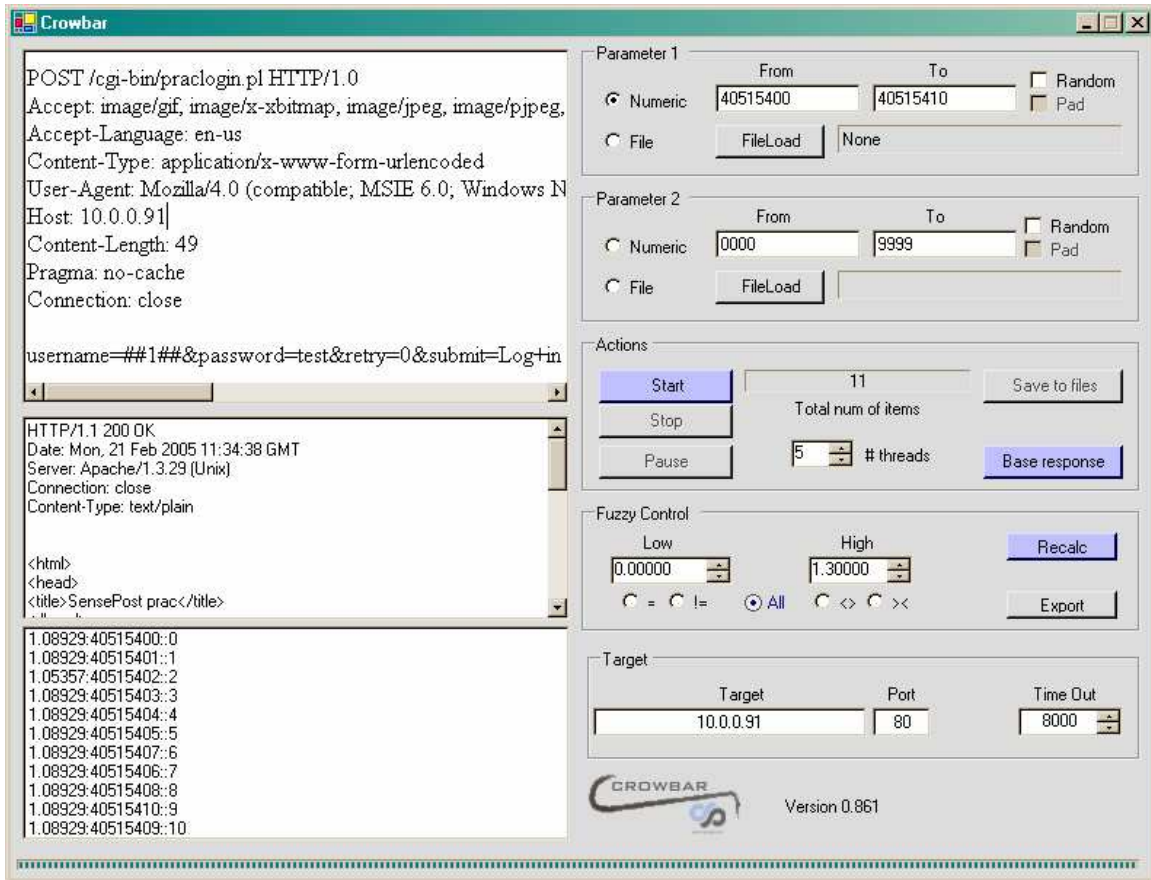 Crowbar
POST /cgi-bin/praclogin.pl HTTP/1.0
Accept: image/gif, image/x-xbitmap, image/jpeg, image/pjpeg,
Accept-Language: en-us
Content-Type: application/x-www-form-urlencoded
User-Agent: Mozilla/4.0 (compatible; MSIE 6.0; Windows N
Host: 10.0.0.91
Content-Length: 49
Pragma: no-cache
Connection: close
username=##1##&password=test&retry=0&submit=Log+in
HTTP/1.1 200 OK
Date: Mon, 21 Feb 2005 11:34:38 GMT
Server: Apache/1.3.29 (Unix)
Connection: close
Content-Type: text/plain
<html>
<head>
<title>SensePost prac</title>
1.08929:40515400::0
1.08929:40515401::1
1.05357:40515402::2
1.08929:40515403::3
1.08929:40515404::4
1.08929:40515405::5
1.08929:40515407::6
1.08929:40515406::7
1.08929:40515408::8
1.08929:40515410::9
1.08929:40515409::10
Parameter 1
From To
Numeric 40515400 40515410 Random
Pad
File FileLoad None
Parameter 2
From To
Numeric 0000 9999 Random
Pad
File FileLoad
Actions
Start 11 Save to files
Total num of items
Stop
Pause 5 # threads Base response
Fuzzy Control
Low High Recalc
0.00000 1.30000
= != All <> >< Export
Target
Target Port Time Out
10.0.0.91 80 8000
CROWBAR
Version 0.861